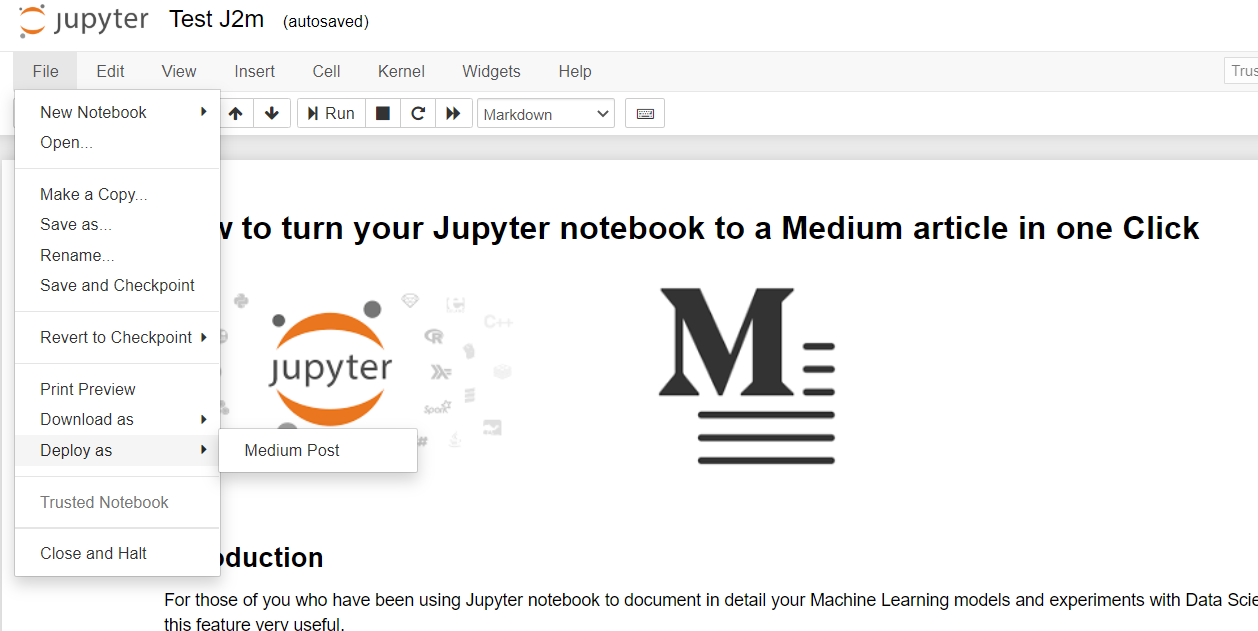 jupyter Test J2m (autosaved)
File Edit View Insert Cell Kernel Widgets Help
New Notebook
Open...
Make a Copy...
Save as...
Rename...
Save and Checkpoint
Revert to Checkpoint
Print Preview
Download as
Deploy as
Medium Post
Trusted Notebook
Close and Halt
Run
Markdown
to turn your Jupyter notebook to a Medium article in one Click
jupyter
C++
R
Spark
M
For those of you who have been using Jupyter notebook to document in detail your Machine Learning models and experiments with Data
this feature very useful.